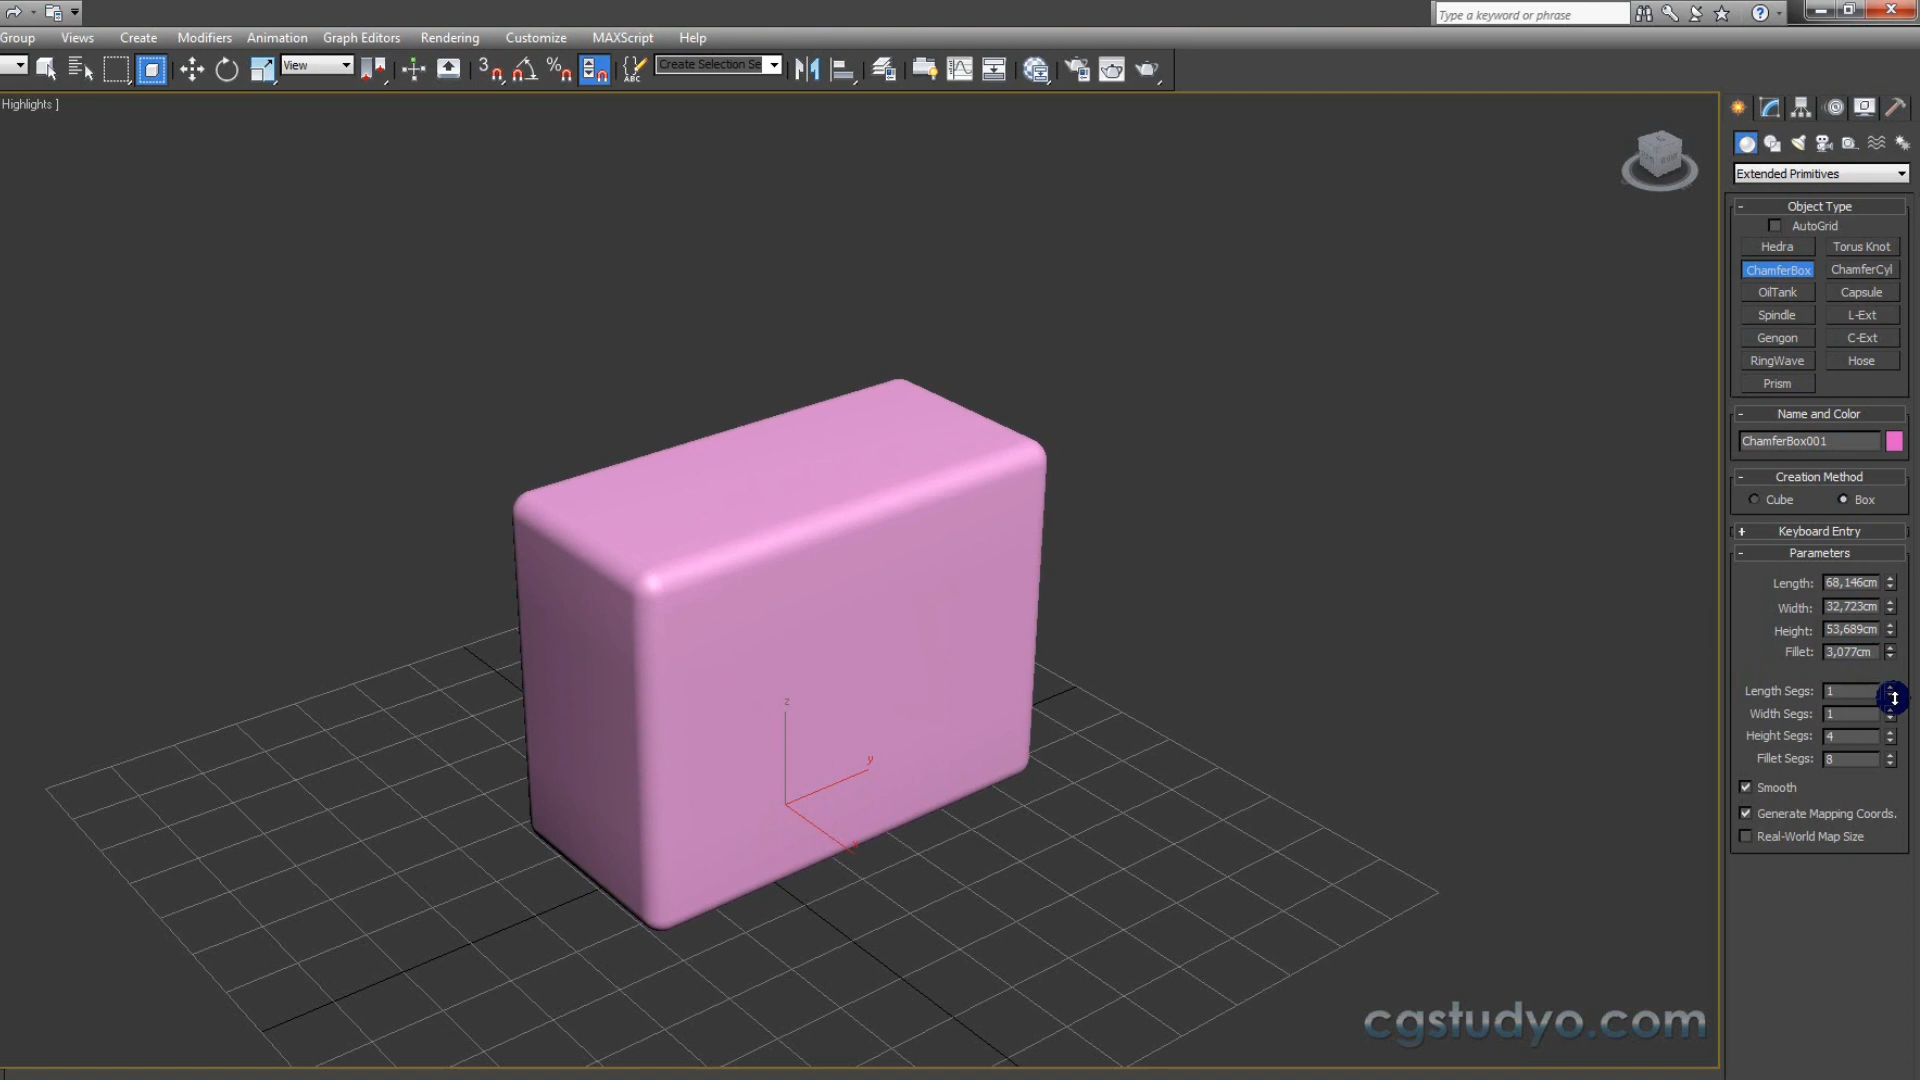 Type a keyword or phrase
Group Views Create Modifiers Animation Graph Editors Rendering Customize MAXScript Help
View
3
%
ABC
Create Selection Se
Highlights ]
Extended Primitives
- Object Type
AutoGrid
Hedra Torus Knot
ChamferBox ChamferCyl
OilTank Capsule
Spindle L-Ext
Gengon C-Ext
RingWave Hose
Prism
- Name and Color
ChamferBox001
- Creation Method
Cube Box
+ Keyboard Entry
- Parameters
Length: 68,146cm
Width: 32,723cm
Height: 53,689cm
Fillet: 3,077cm
Length Segs: 1
Width Segs: 1
Height Segs: 4
Fillet Segs: 8
Smooth
Generate Mapping Coords.
Real-World Map Size
z
y
x
cgstudyo.com